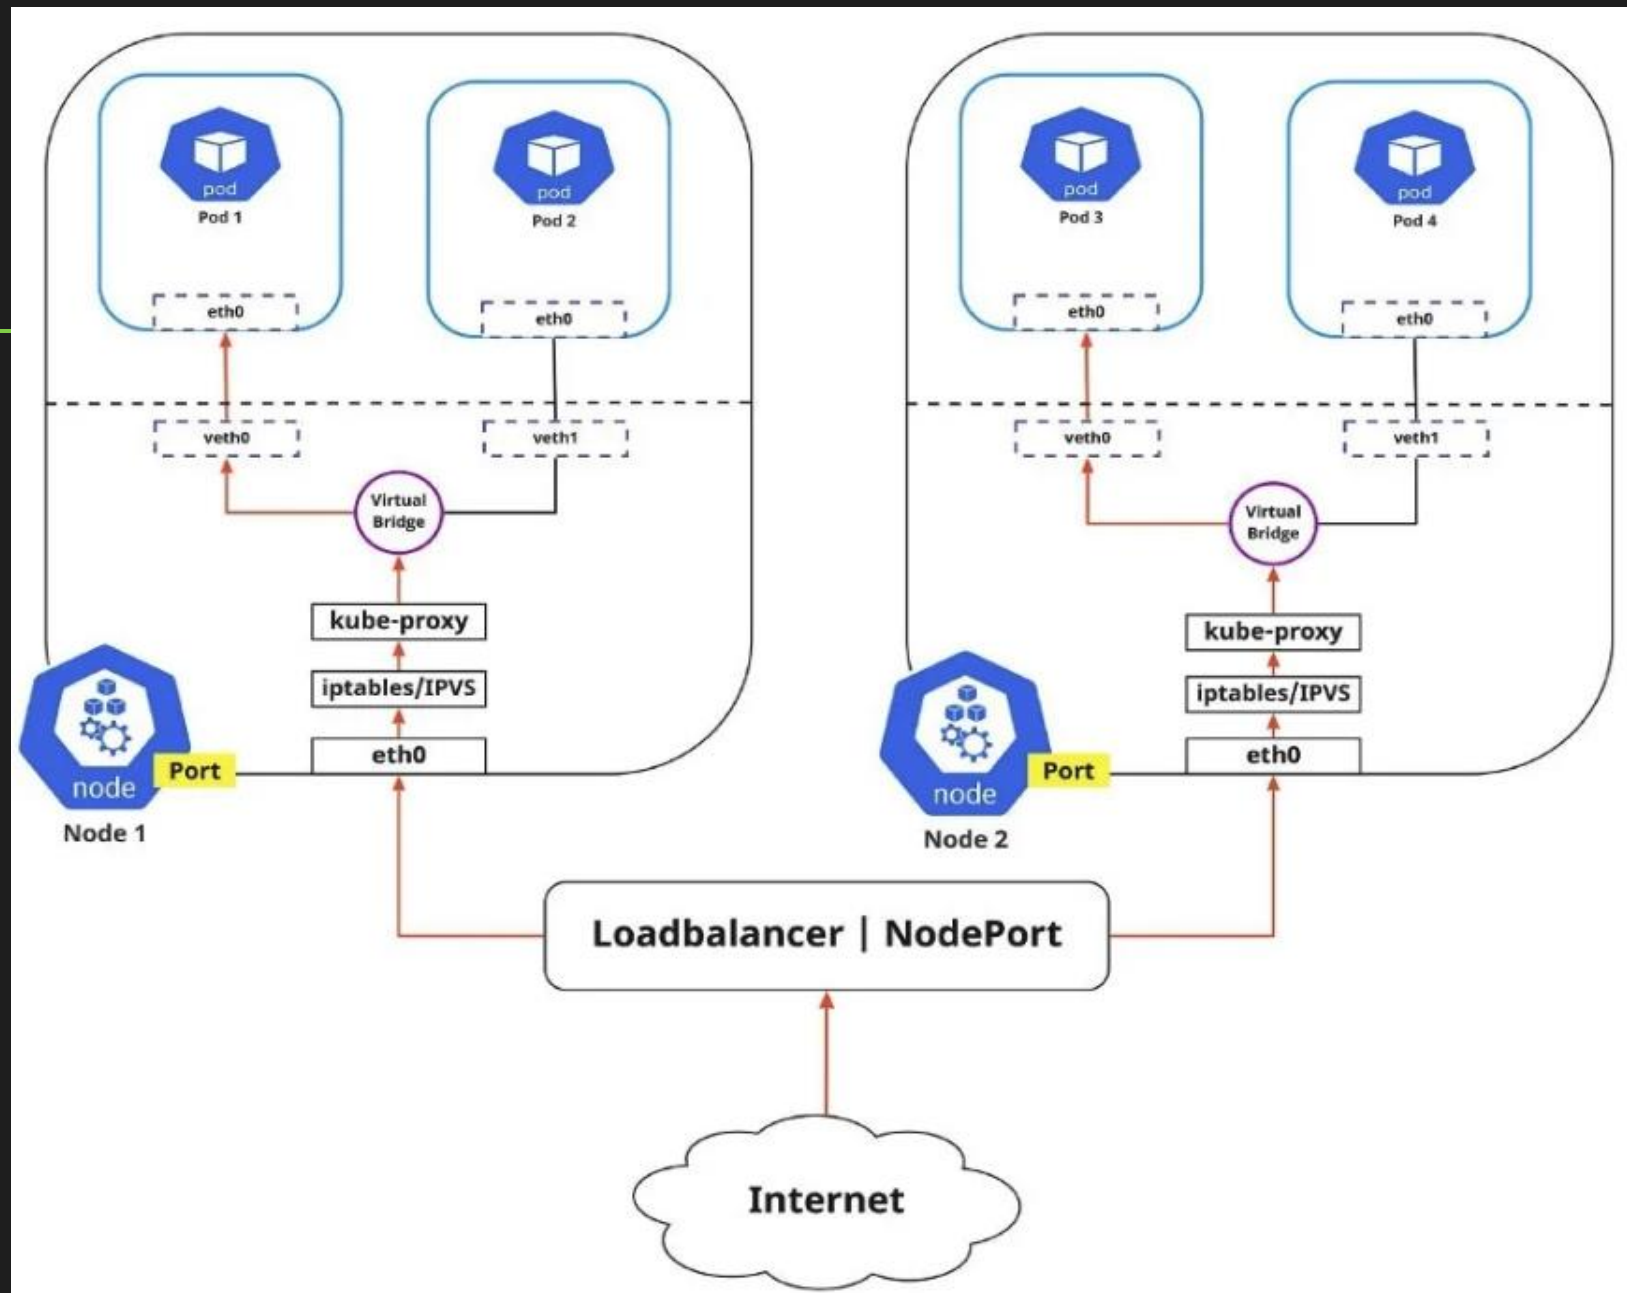 pod
Pod 1
pod
Pod 2
eth0
eth0
veth0
veth1
Virtual
Bridge
kube-proxy
iptables/IPVS
eth0
node
Port
Node 1
pod
Pod 3
pod
Pod 4
eth0
eth0
veth0
veth1
Virtual
Bridge
kube-proxy
iptables/IPVS
eth0
node
Port
Node 2
Loadbalancer | NodePort
Internet